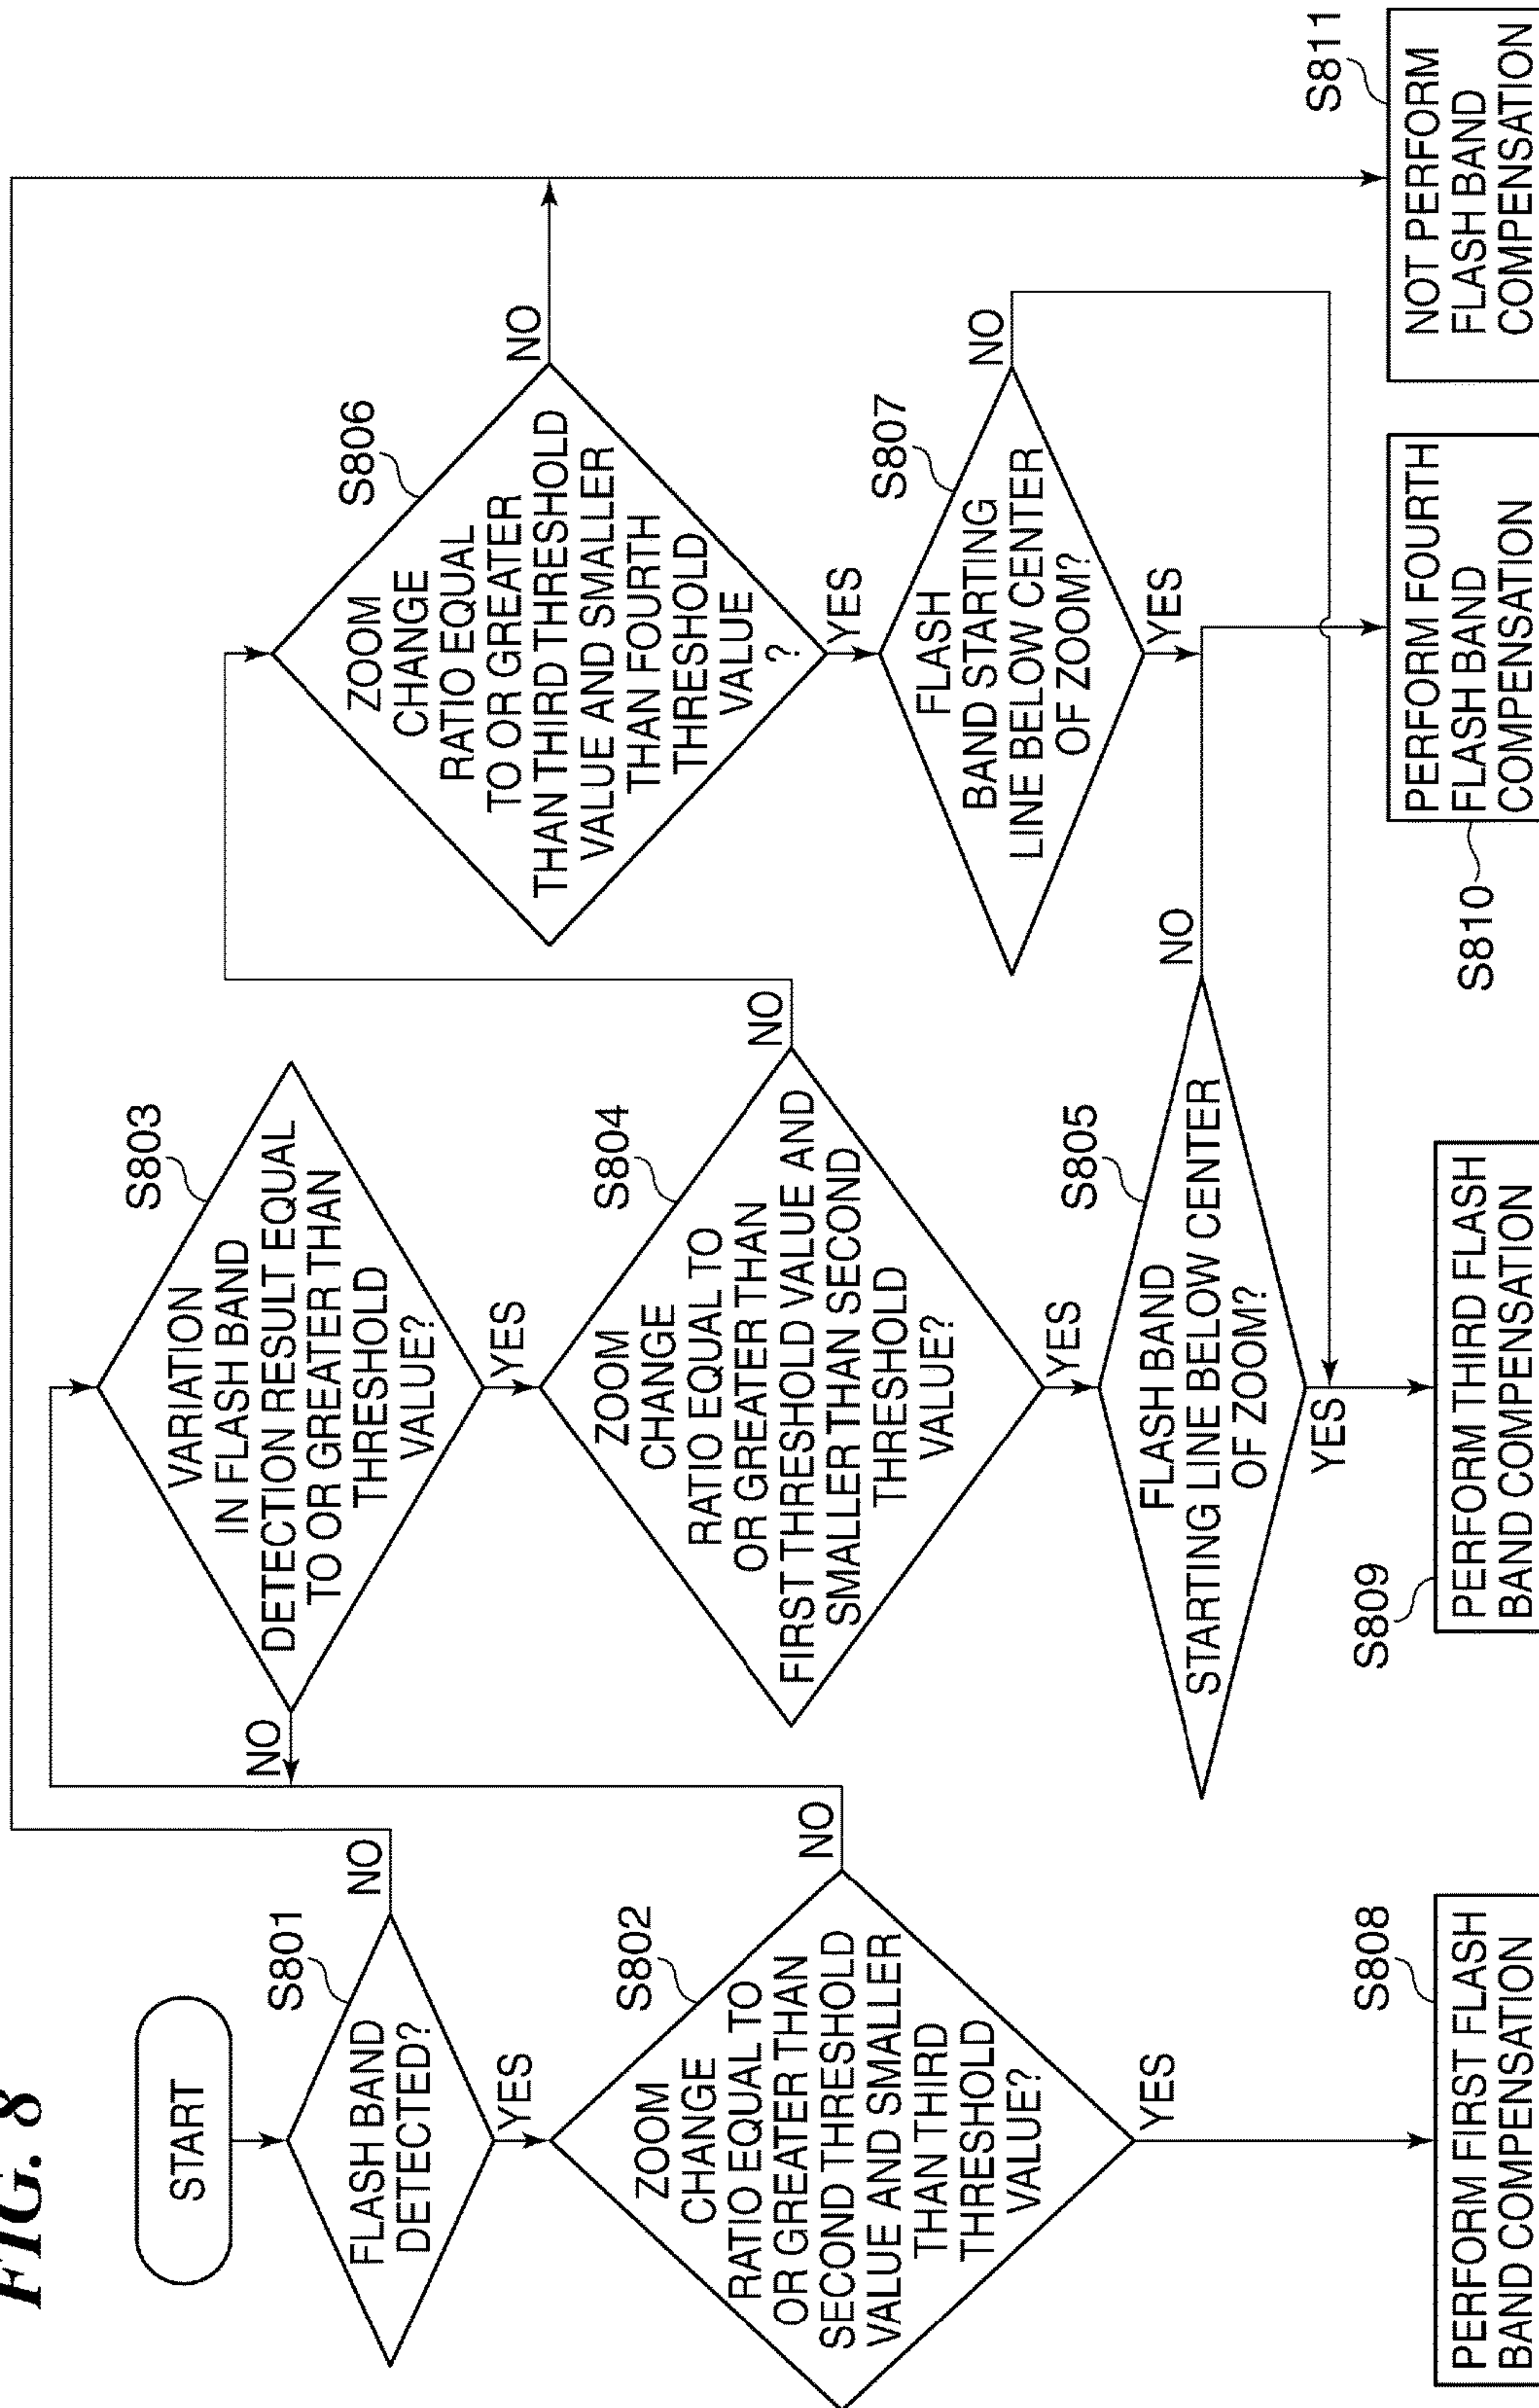 FIG. 8
START
S801
FLASH BAND
DETECTED?
NO
YES
S802
ZOOM
CHANGE
RATIO EQUAL TO
OR GREATER THAN
SECOND THRESHOLD
VALUE AND SMALLER
THAN THIRD
THRESHOLD
VALUE?
NO
YES
S808
PERFORM FIRST FLASH
BAND COMPENSATION
S803
VARIATION
IN FLASH BAND
DETECTION RESULT EQUAL
TO OR GREATER THAN
THRESHOLD
VALUE?
NO
YES
S804
ZOOM
CHANGE
RATIO EQUAL TO
OR GREATER THAN
FIRST THRESHOLD VALUE AND
SMALLER THAN SECOND
THRESHOLD
VALUE?
NO
YES
S805
FLASH BAND
STARTING LINE BELOW CENTER
OF ZOOM?
NO
YES
S809
PERFORM THIRD FLASH
BAND COMPENSATION
S806
ZOOM
CHANGE
RATIO EQUAL
TO OR GREATER
THAN THIRD THRESHOLD
VALUE AND SMALLER
THAN FOURTH
THRESHOLD
VALUE
?
NO
YES
S807
FLASH
BAND STARTING
LINE BELOW CENTER
OF ZOOM?
NO
YES
S810
PERFORM FOURTH
FLASH BAND
COMPENSATION
S811
NOT PERFORM
FLASH BAND
COMPENSATION